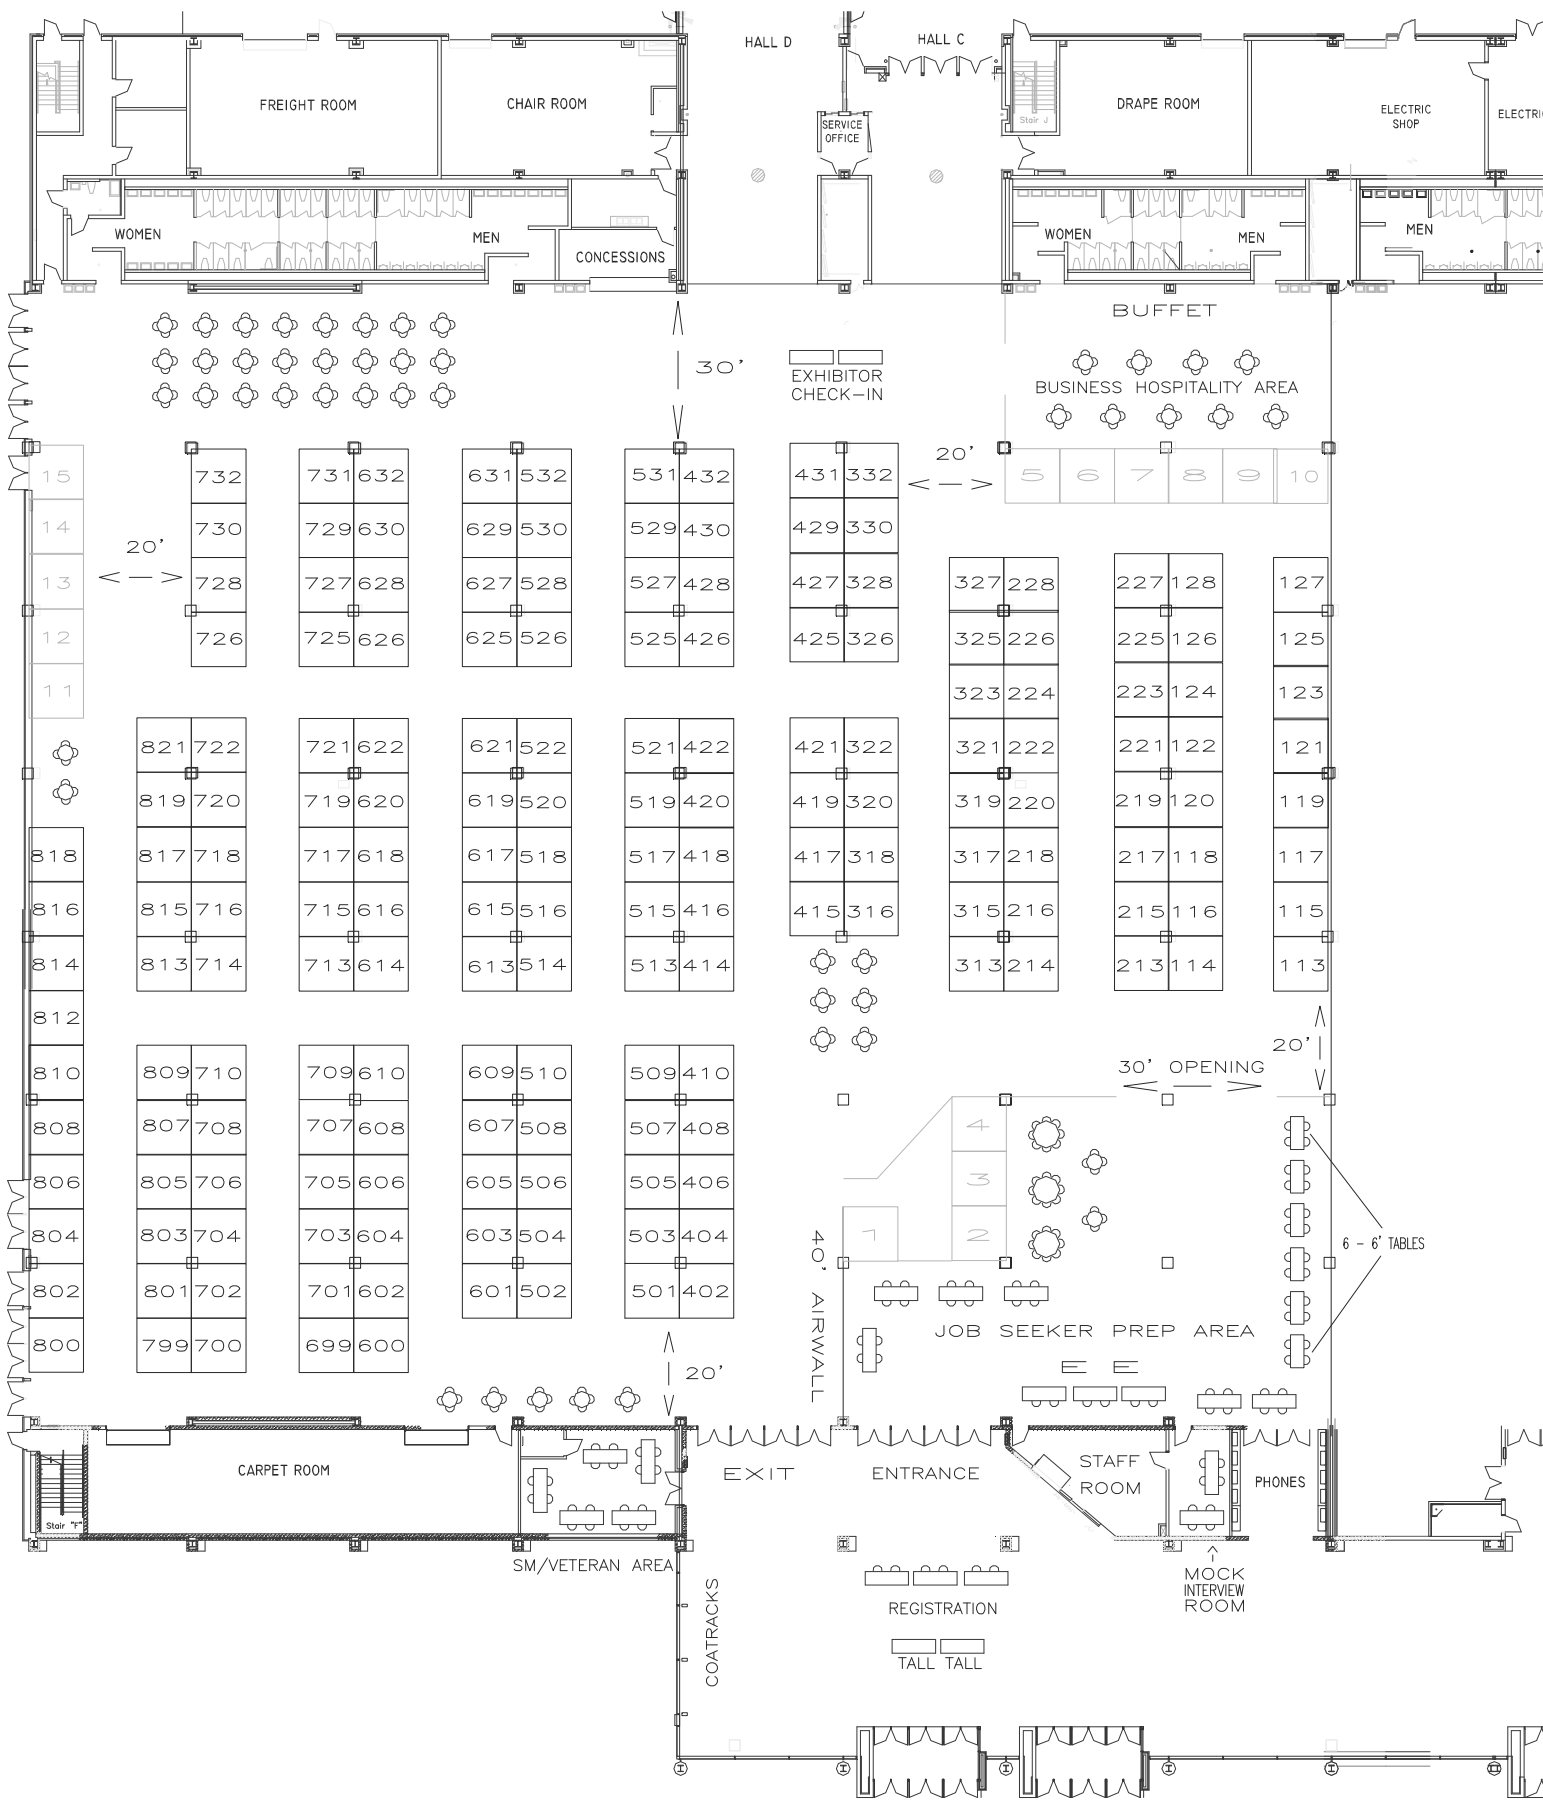 HALL D
HALL C
FREIGHT ROOM
CHAIR ROOM
SERVICE
OFFICE
Stair J
DRAPE ROOM
ELECTRIC
SHOP
ELECTRIC
WOMEN
MEN
CONCESSIONS
WOMEN
MEN
MEN
BUFFET
30'
EXHIBITOR
CHECK-IN
BUSINESS HOSPITALITY AREA
20'
15 732 731 632 631 532 531 432 431 332 5 6 7 8 9 10
14 730 729 630 629 530 529 430 429 330
20'
13 728 727 628 627 528 527 428 427 328 327 228 227 128 127
12 726 725 626 625 526 525 426 425 326 325 226 225 126 125
11 323 224 223 124 123
821 722 721 622 621 522 521 422 421 322 321 222 221 122 121
819 720 719 620 619 520 519 420 419 320 319 220 219 120 119
818 817 718 717 618 617 518 517 418 417 318 317 218 217 118 117
816 815 716 715 616 615 516 515 416 415 316 315 216 215 116 115
814 813 714 713 614 613 514 513 414 313 214 213 114 113
812
20'
30' OPENING
810 809 710 709 610 609 510 509 410
808 807 708 707 608 607 508 507 408 4
806 805 706 705 606 605 506 505 406 3
804 803 704 703 604 603 504 503 404 1 2
6 - 6' TABLES
40' AIRWALL
802 801 702 701 602 601 502 501 402
JOB SEEKER PREP AREA
800 799 700 699 600
E E
20'
CARPET ROOM
EXIT
ENTRANCE
STAFF
ROOM
PHONES
Stair "F"
SM/VETERAN AREA
MOCK
INTERVIEW
ROOM
COATRACKS
REGISTRATION
TALL TALL